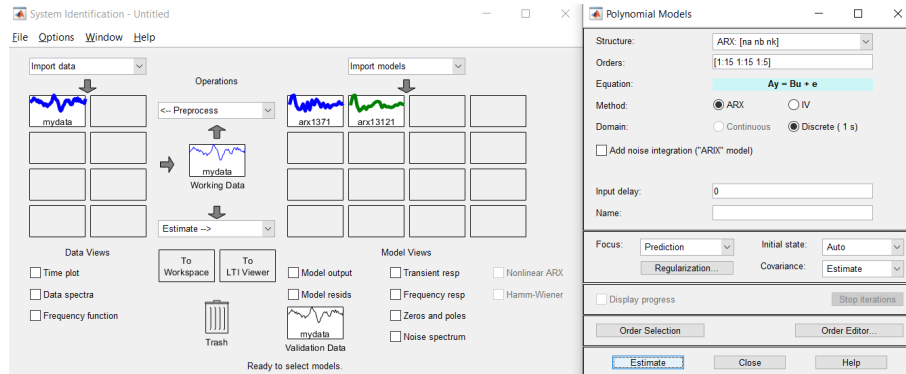 System Identification - Untitled
File Options Window Help
Import data
Import models
Operations
<-- Preprocess
mydata
arx1371
arx13121
mydata
Working Data
Estimate -->
Data Views
To Workspace
To LTI Viewer
Model Views
Time plot
Data spectra
Frequency function
Model output
Model resids
Transient resp
Frequency resp
Zeros and poles
Noise spectrum
Nonlinear ARX
Hamm-Wiener
Trash
mydata
Validation Data
Ready to select models.
Polynomial Models
Structure: ARX: [na nb nk]
Orders: [1:15 1:15 1:5]
Equation: Ay = Bu + e
Method: ARX IV
Domain: Continuous Discrete ( 1 s)
Add noise integration ("ARIX" model)
Input delay: 0
Name:
Focus: Prediction Initial state: Auto
Regularization... Covariance: Estimate
Display progress Stop iterations
Order Selection Order Editor...
Estimate Close Help